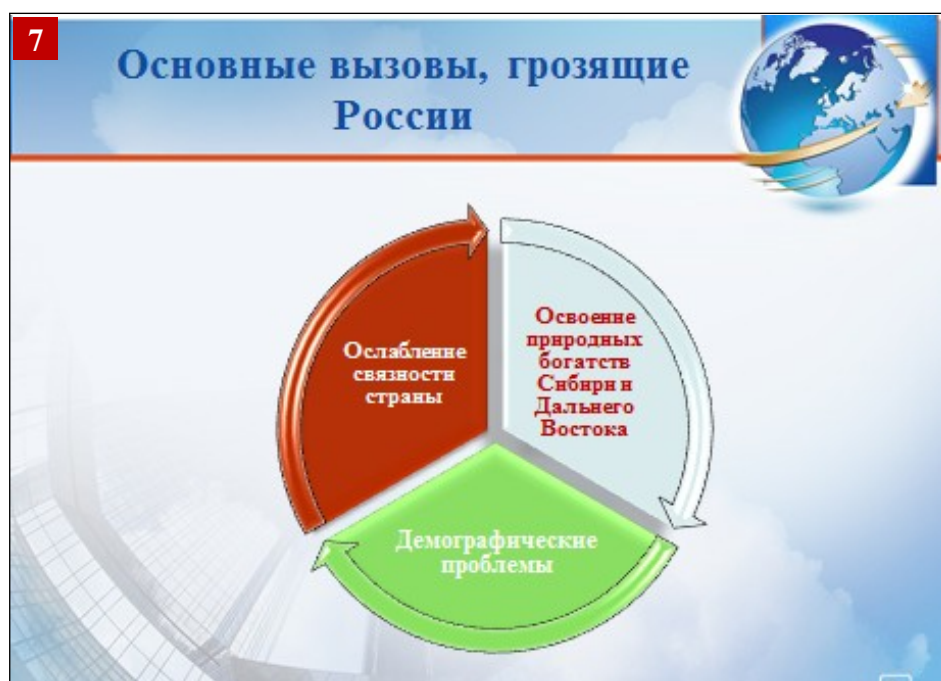 7
Основные вызовы, грозящие
России
Ослабление
связности
страны
Освоение
природных
богатств
Сибири и
Дальнего
Востока
Демографические
проблемы